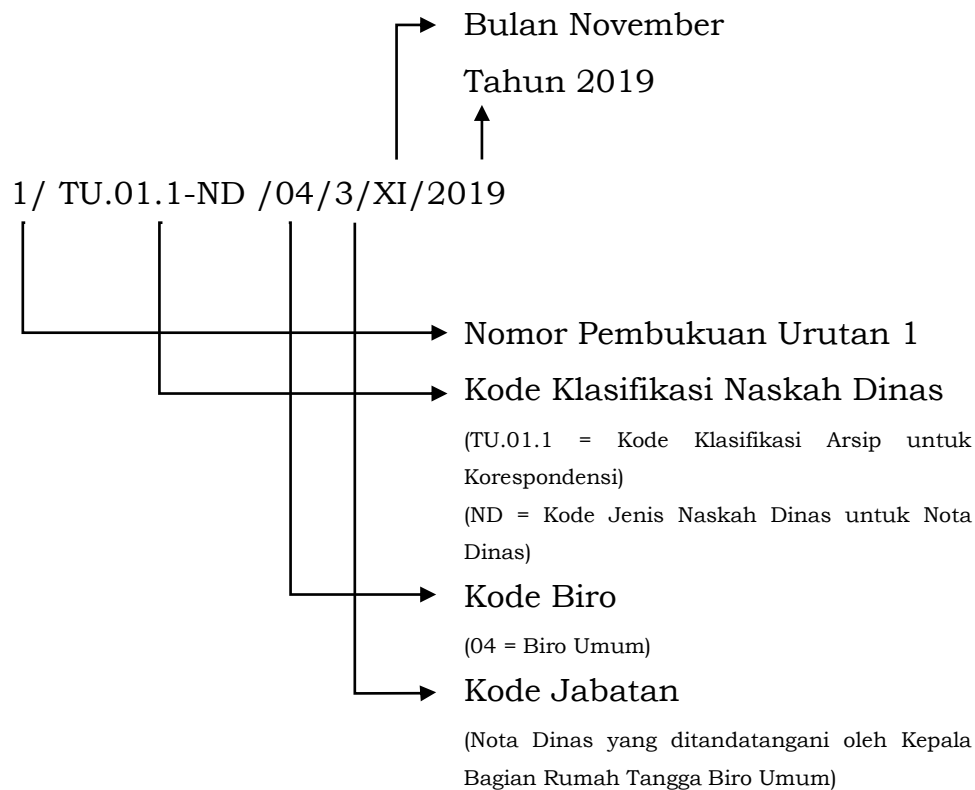 Bulan November
Tahun 2019
1/ TU.01.1-ND /04/3/XI/2019
Nomor Pembukuan Urutan 1
Kode Klasifikasi Naskah Dinas
(TU.01.1 = Kode Klasifikasi Arsip untuk
Korespondensi)
(ND = Kode Jenis Naskah Dinas untuk Nota
Dinas)
Kode Biro
(04 = Biro Umum)
Kode Jabatan
(Nota Dinas yang ditandatangani oleh Kepala
Bagian Rumah Tangga Biro Umum)